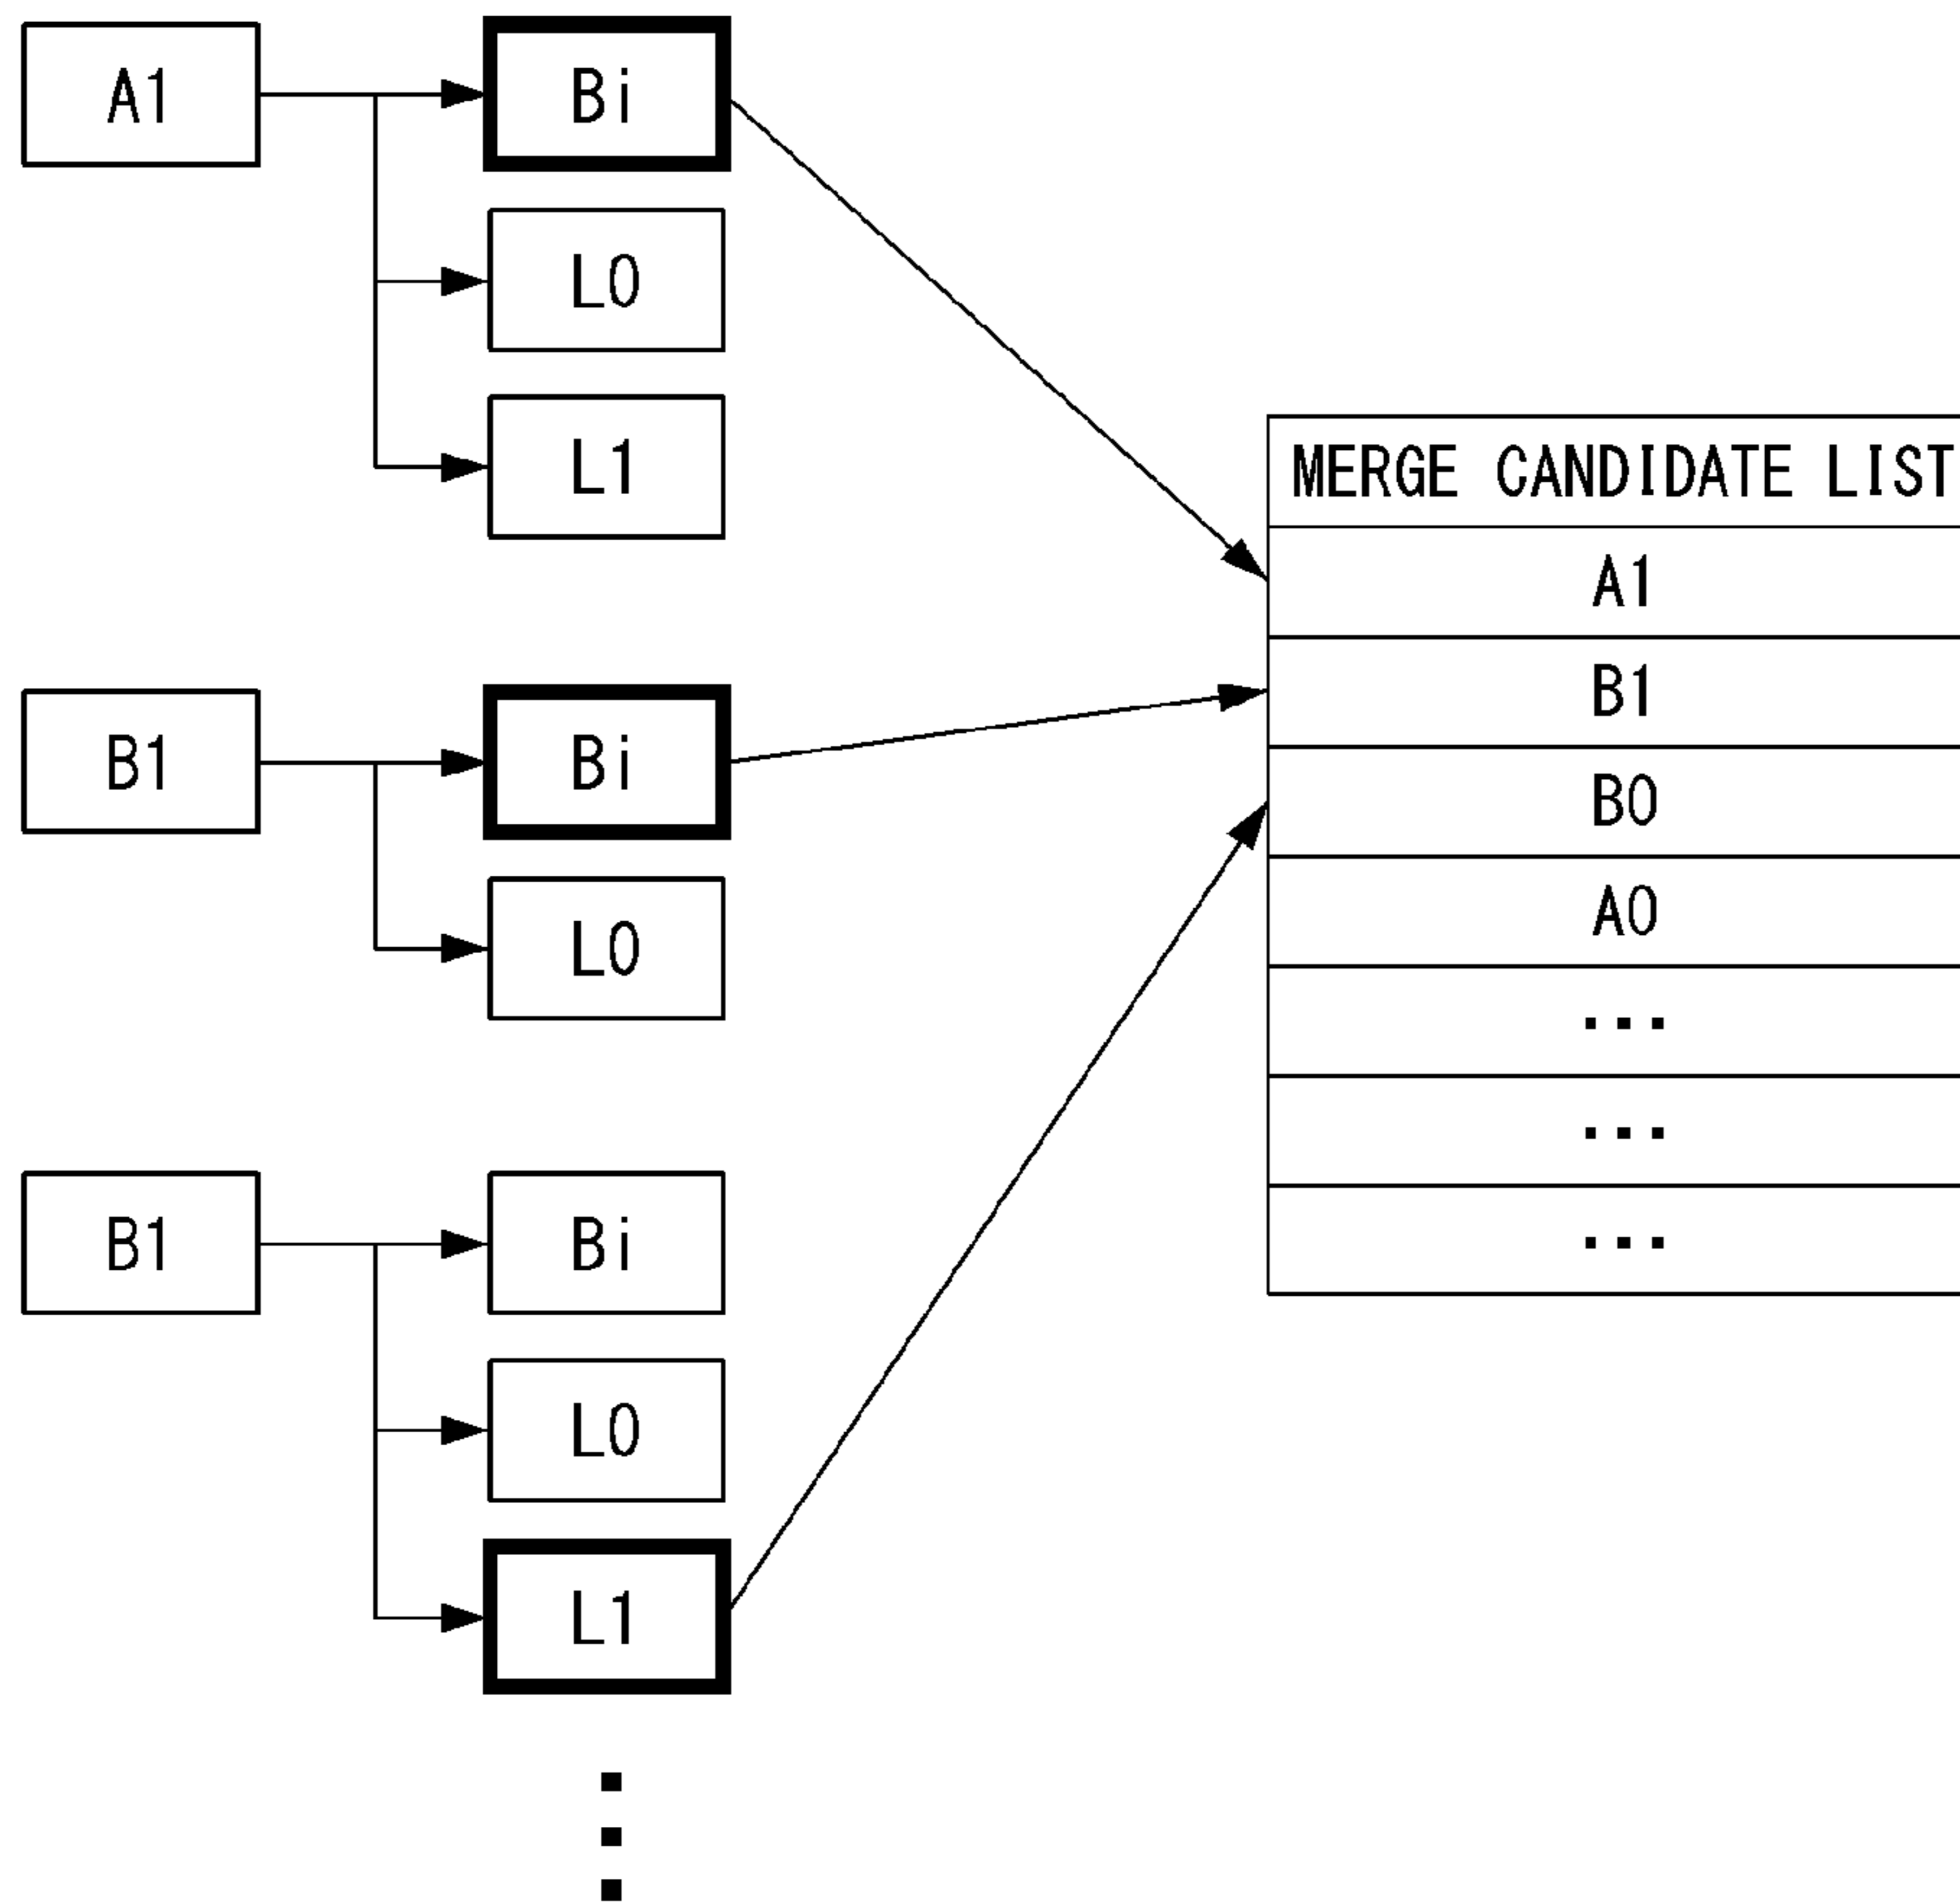 A1
Bi
L0
L1
B1
Bi
L0
B1
Bi
L0
L1
MERGE CANDIDATE LIST
A1
B1
B0
A0
...
...
...